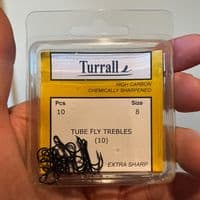 Turrall
HIGH CARBON
CHEMICALLY SHARPENED
Pcs Size
10 8
TUBE FLY TREBLES
(10)
EXTRA SHARP